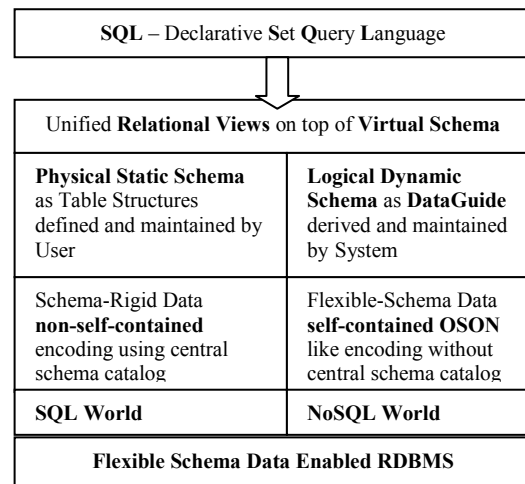 SQL – Declarative Set Query Language
Unified Relational Views on top of Virtual Schema
Physical Static Schema
as Table Structures
defined and maintained by
User
Logical Dynamic
Schema as DataGuide
derived and maintained
by System
Schema-Rigid Data
non-self-contained
encoding using central
schema catalog
Flexible-Schema Data
self-contained OSON
like encoding without
central schema catalog
SQL World
NoSQL World
Flexible Schema Data Enabled RDBMS